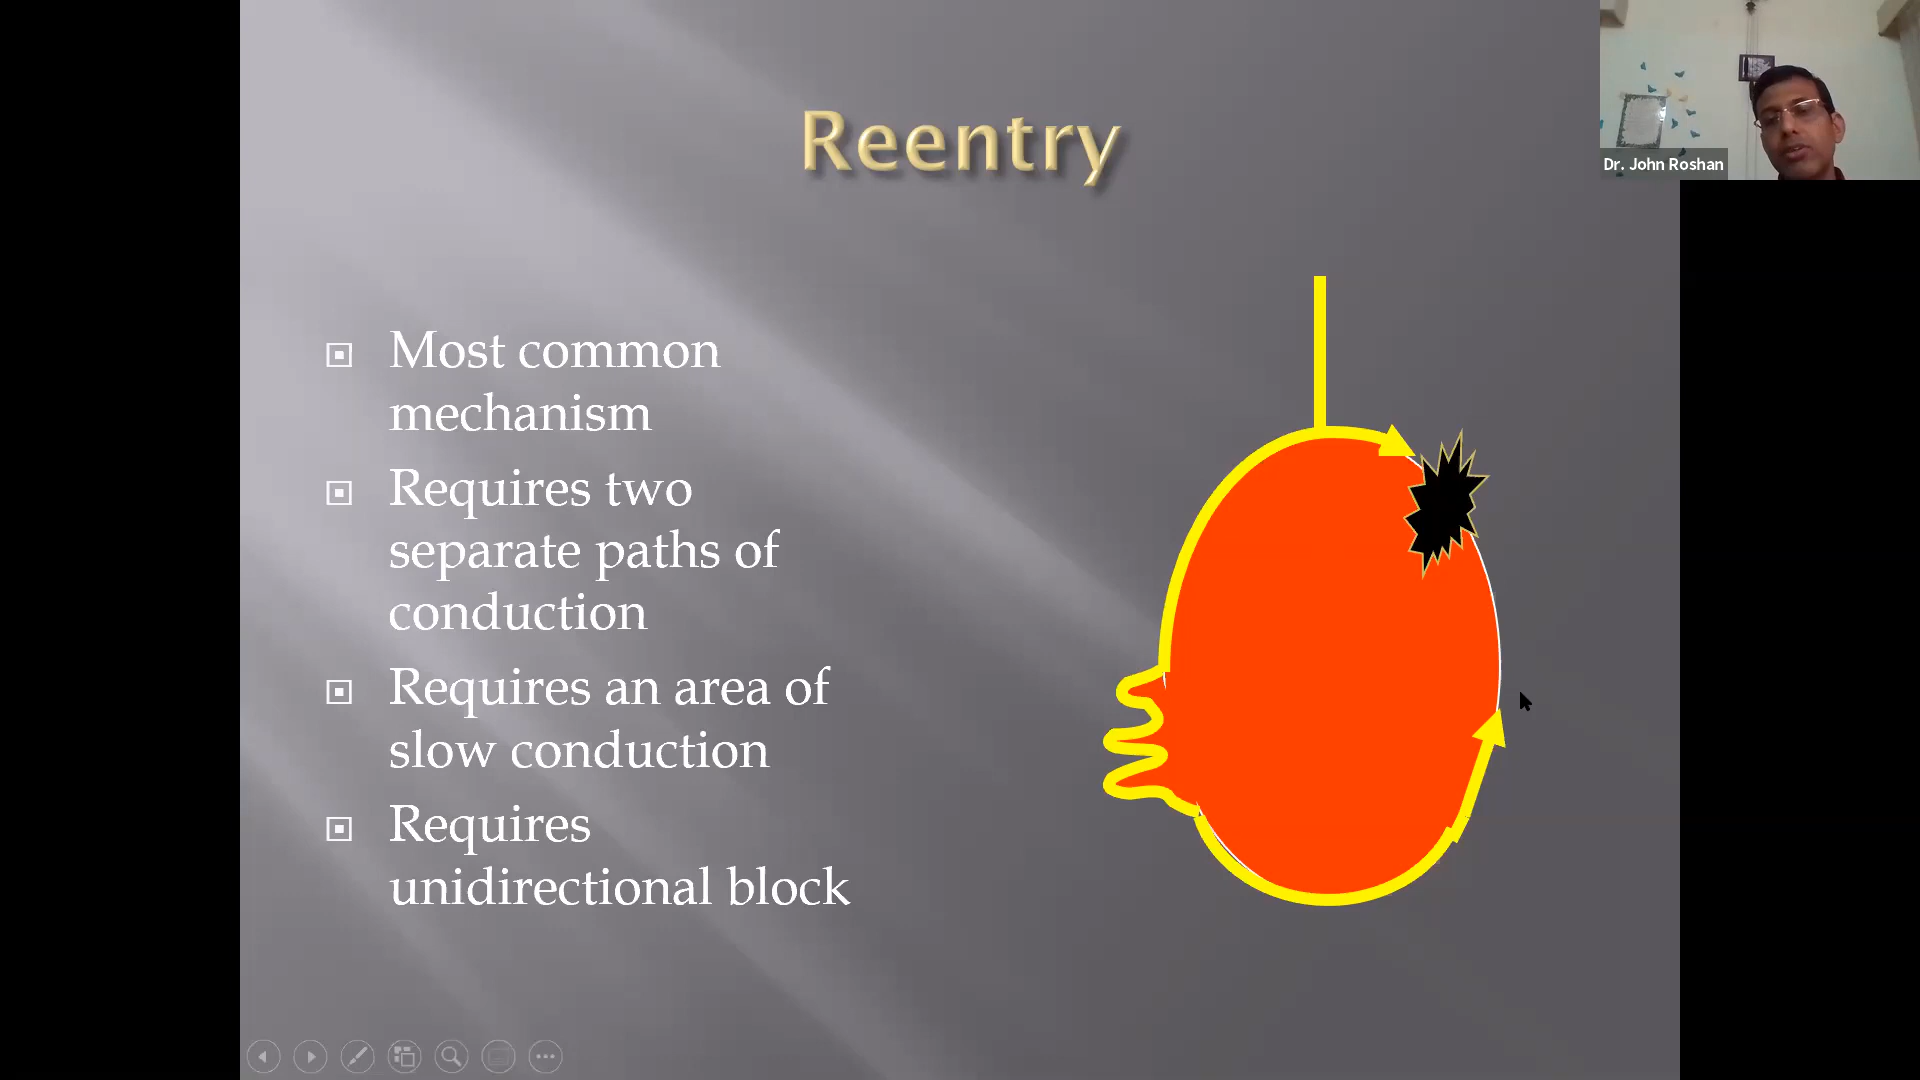 Reentry
Dr. John Roshan
Most common
mechanism
Requires two
separate paths of
conduction
Requires an area of
slow conduction
Requires
unidirectional block